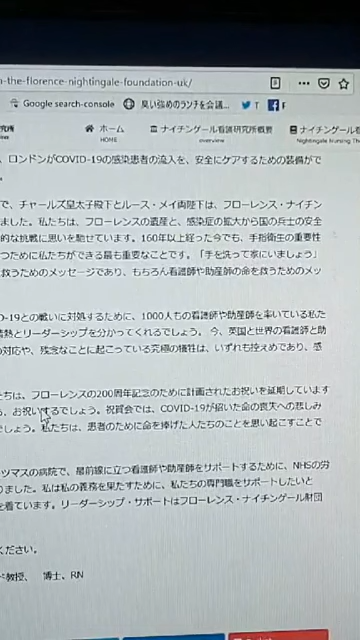 -the-florence-nightingale-foundation-uk/
Google search-console 臭い強めのランチを会議... T F
究所 ホーム ナイチンゲール看護研究所概要 ナイチンゲール看
HOME overview Nightingale Nursing The
、ロンドンがCOVID-19の感染患者の流入を、安全にケアするための装備がで
。
で、チャールズ皇太子殿下とルース・メイ両陛下は、フローレンス・ナイチン
ました。私たちは、フローレンスの遺産と、感染症の拡大から国の兵士の安全
的な挑戦に思いを馳せています。160年以上経った今でも、手指衛生の重要性
つために私たちができる最も重要なことです。「手を洗って家にいましょう」
救うためのメッセージであり、もちろん看護師や助産師の命を救うためのメッ
D-19との戦いに対処するために、1000人もの看護師や助産師を率いている私た
情熱とリーダーシップを分かってくれるでしょう。 今、英国と世界の看護師と助
の対応や、残念なことに起こっている究極の犠牲は、いずれも控えめであり、感
ちは、フローレンスの200周年記念のために計画されたお祝いを延期しています
ら、お祝いするでしょう。祝賀会では、COVID-19が招いた命の喪失への悲しみ
でしょう。私たちは、患者のために命を捧げた人たちのことを思い起こすことで
ッツマスの病院で、最前線に立つ看護師や助産師をサポートするために、NHSの労
りました。私は私の義務を果たすために、私たちの専門職をサポートしたいと
を着ています。リーダーシップ・サポートはフローレンス・ナイチンゲール財団
ください。
ド教授、 博士、RN